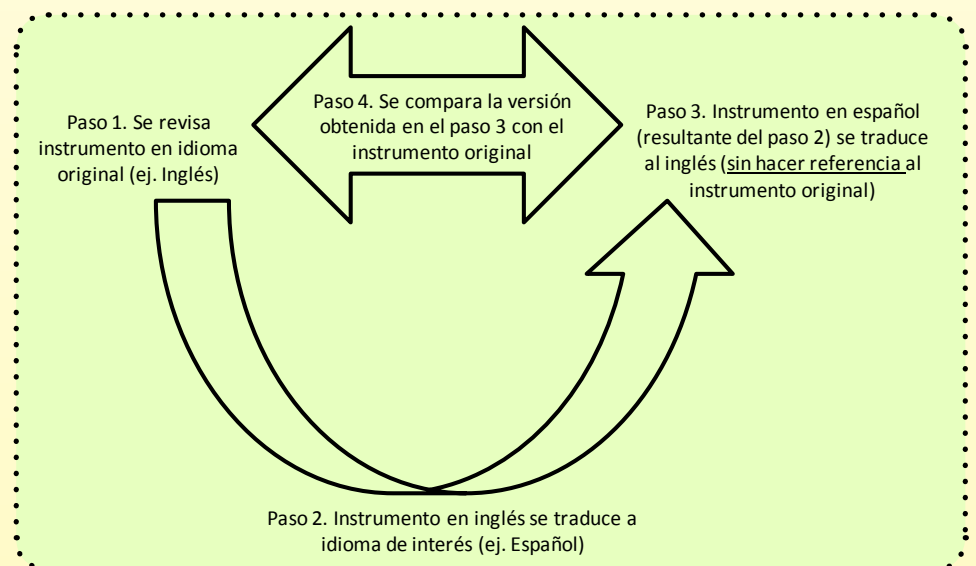 Paso 1. Se revisa
instrumento en idioma
original (ej. Inglés)
Paso 4. Se compara la versión
obtenida en el paso 3 con el
instrumento original
Paso 3. Instrumento en español
(resultante del paso 2) se traduce
al inglés (sin hacer referencia al
instrumento original)
Paso 2. Instrumento en inglés se traduce a
idioma de interés (ej. Español)